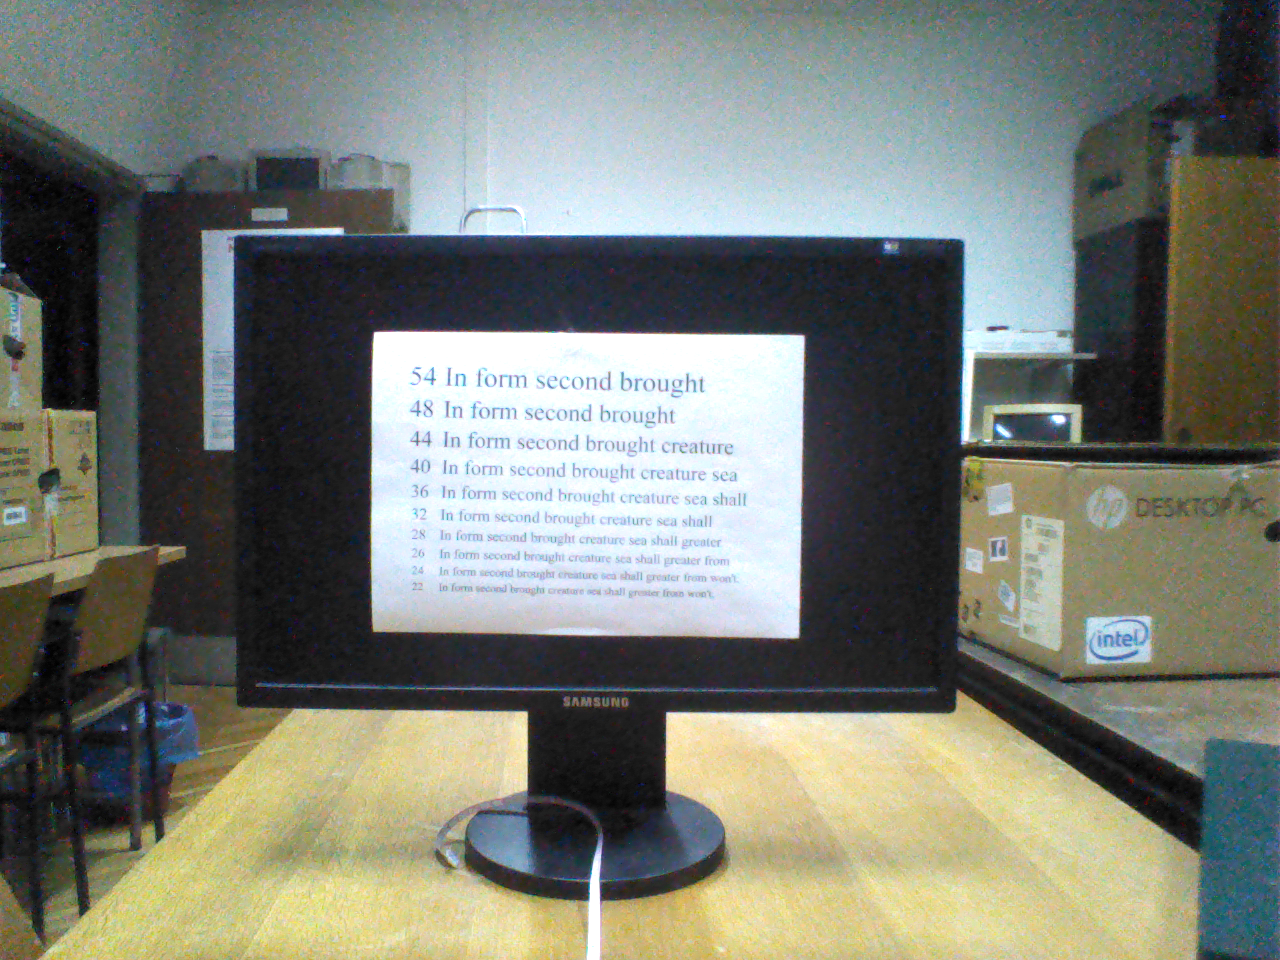 54 In form second brought
48 In form second brought
44 In form second brought creature
40 In form second brought creature sea
36 In form second brought creature sea shall
32 In form second brought creature sea shall
28 In form second brought creature sea shall greater
26 In form second brought creature sea shall greater from
24 In form second brought creature sea shall greater from won't.
22 In form second brought creature sea shall greater from won't.
SAMSUNG
hp DESKTOP PC
intel
DELL